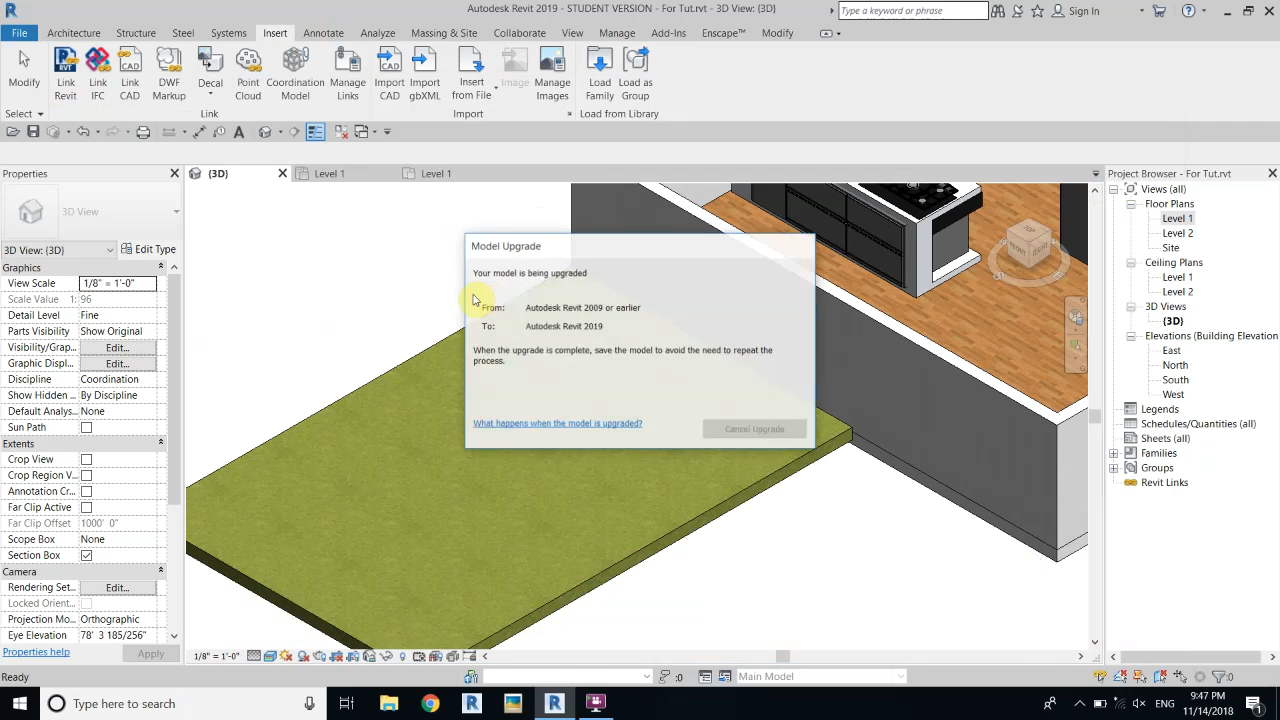 Autodesk Revit 2019 - STUDENT VERSION - For Tut.rvt - 3D View: {3D}
Type a keyword or phrase
Sign In
File
Architecture
Structure
Steel
Systems
Insert
Annotate
Analyze
Massing & Site
Collaborate
View
Manage
Add-Ins
Enscape™
Modify
Modify
Link Revit
Link IFC
Link CAD
DWF Markup
Decal
Point Cloud
Coordination Model
Manage Links
Import CAD
Import gbXML
Insert from File
Image
Manage Images
Load Family
Load as Group
Select
Link
Import
Load from Library
Properties
{3D}
Level 1
Level 1
Project Browser - For Tut.rvt
3D View
3D View: {3D}
Edit Type
Graphics
View Scale 1/8" = 1'-0"
Scale Value 1: 96
Detail Level Fine
Parts Visibility Show Original
Visibility/Grap... Edit...
Graphic Displ... Edit...
Discipline Coordination
Show Hidden ... By Discipline
Default Analys... None
Sun Path
Extents
Crop View
Crop Region V...
Annotation Cr...
Far Clip Active
Far Clip Offset 1000' 0"
Scope Box None
Section Box
Camera
Rendering Set... Edit...
Locked Orient...
Projection Mo... Orthographic
Eye Elevation 78' 3 185/256"
Properties help
Apply
Model Upgrade
Your model is being upgraded
From: Autodesk Revit 2009 or earlier
To: Autodesk Revit 2019
When the upgrade is complete, save the model to avoid the need to repeat the
process.
What happens when the model is upgraded?
Cancel Upgrade
TOP
FRONT
RIGHT
Views (all)
Floor Plans
Level 1
Level 2
Site
Ceiling Plans
Level 1
Level 2
3D Views
{3D}
Elevations (Building Elevation
East
North
South
West
Legends
Schedules/Quantities (all)
Sheets (all)
Families
Groups
Revit Links
1/8" = 1'-0"
Ready
:0
Main Model
:0
Type here to search
ENG
9:47 PM
11/14/2018